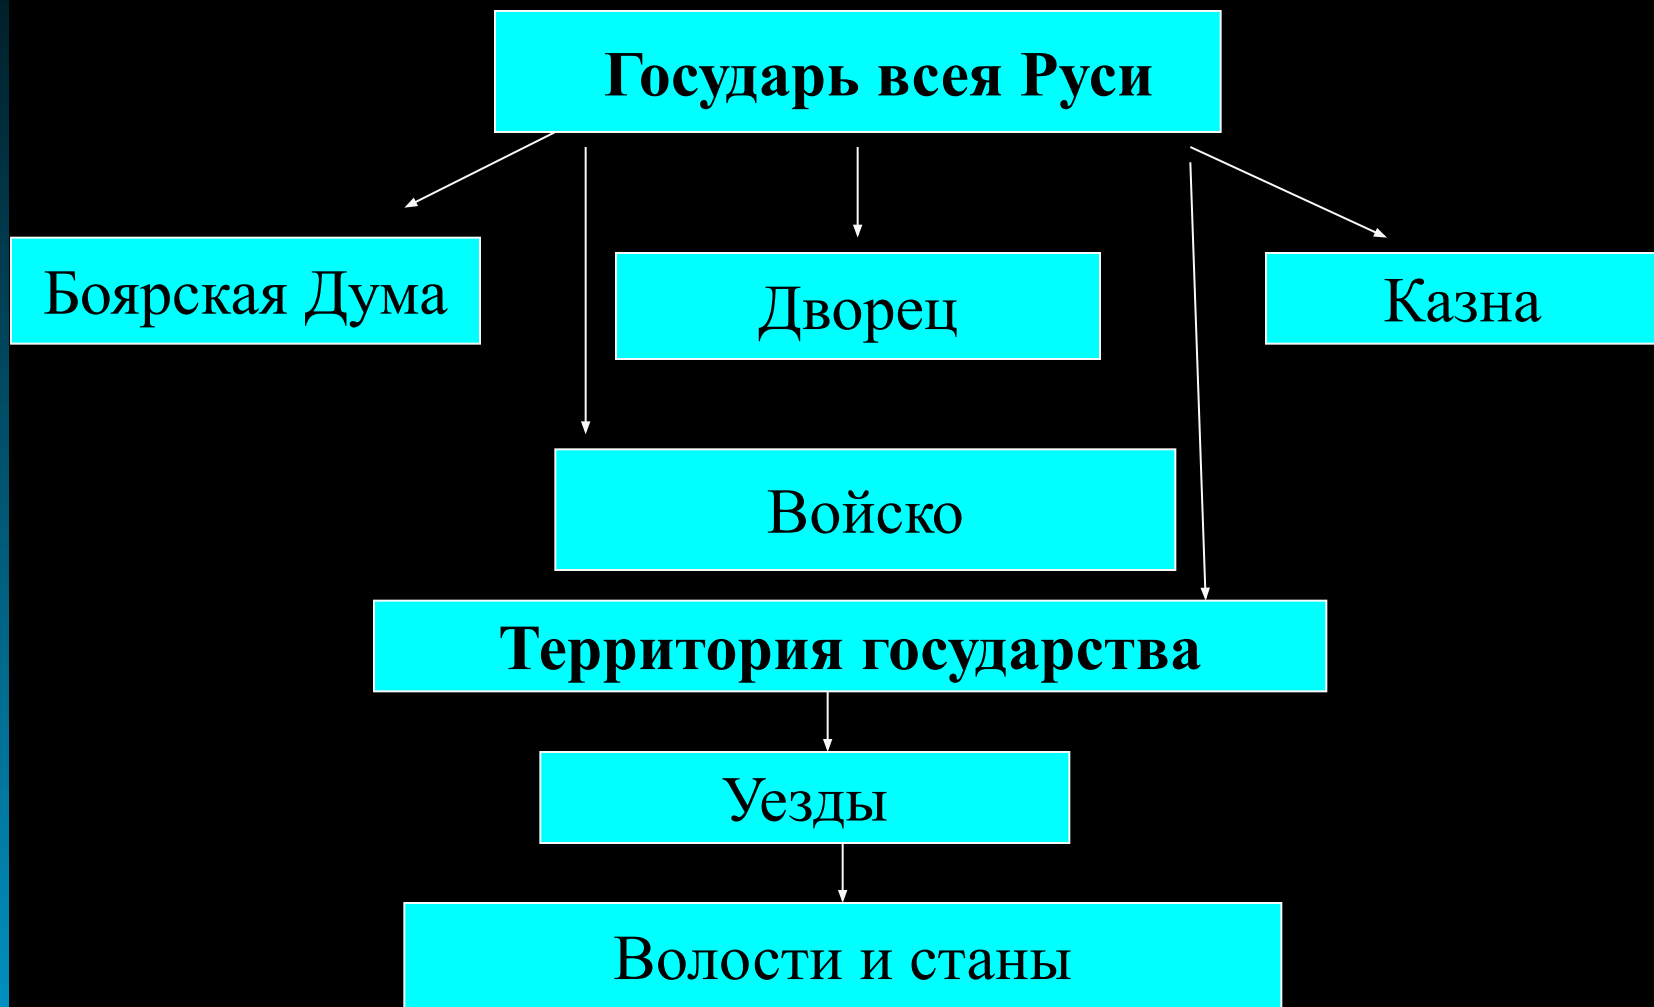 Государь всея Руси
Боярская Дума
Дворец
Казна
Войско
Территория государства
Уезды
Волости и станы